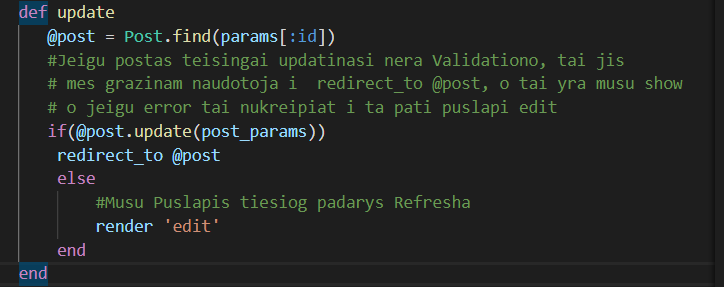 def update
@post = Post.find(params[:id])
#Jeigu postas teisingai updatinasi nera Validationo, tai jis
# mes grazinam naudotoja i  redirect_to @post, o tai yra musu show
# o jeigu error tai nukreipiat i ta pati puslapi edit
if(@post.update(post_params))
redirect_to @post
else
#Musu Puslapis tiesiog padarys Refresha
render 'edit'
end
end